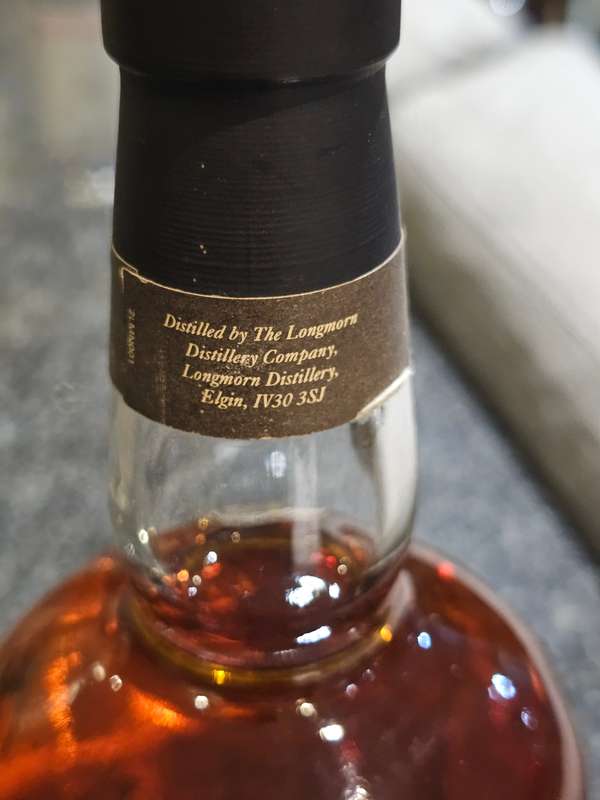 Distilled by The Longmorn
Distillery Company,
Longmorn Distillery,
Elgin, IV30 3SJ